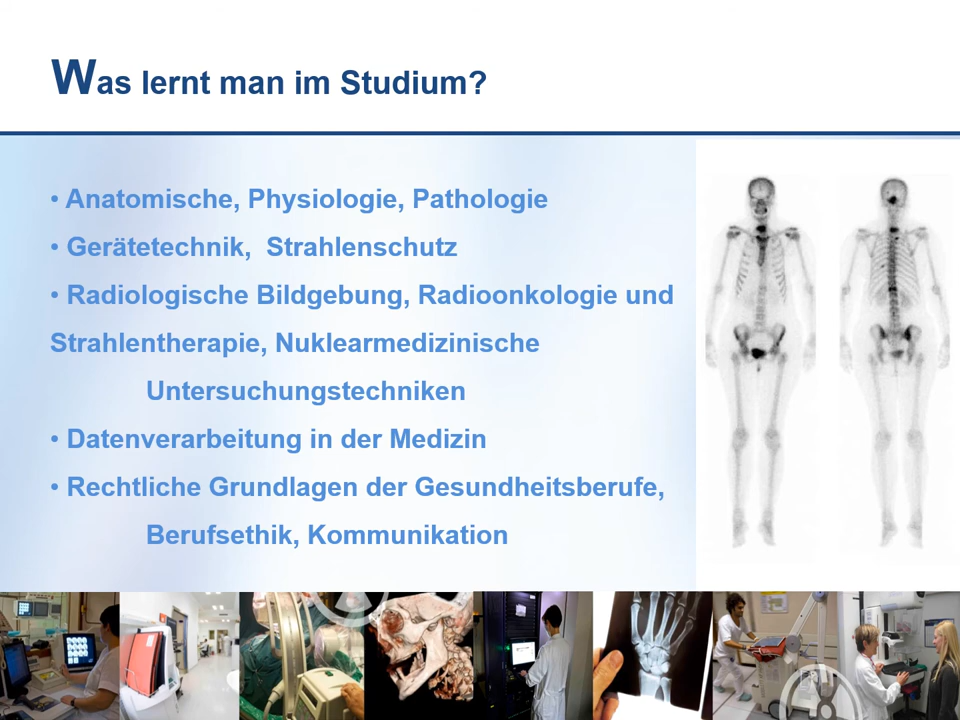 Was lernt man im Studium?
• Anatomische, Physiologie, Pathologie
• Gerätetechnik, Strahlenschutz
• Radiologische Bildgebung, Radioonkologie und
Strahlentherapie, Nuklearmedizinische
Untersuchungstechniken
• Datenverarbeitung in der Medizin
• Rechtliche Grundlagen der Gesundheitsberufe,
Berufsethik, Kommunikation